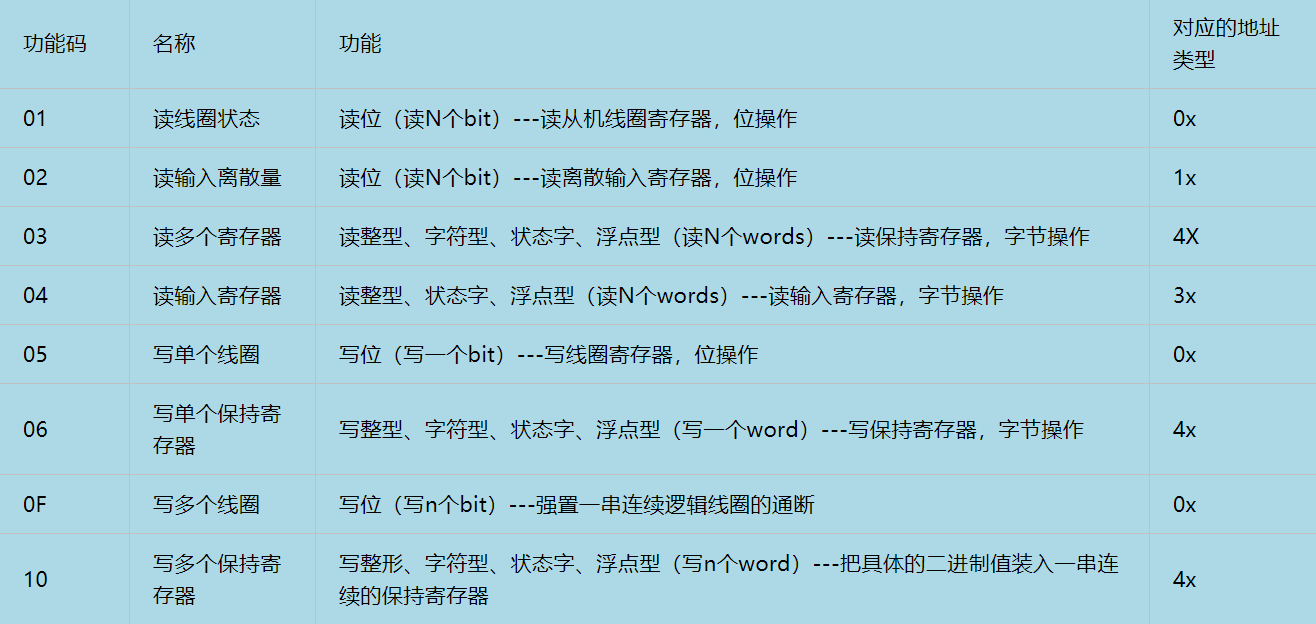 功能码 名称 功能 对应的地址
类型
01 读线圈状态 读位（读N个bit）---读从机线圈寄存器，位操作 0x
02 读输入离散量 读位（读N个bit）---读离散输入寄存器，位操作 1x
03 读多个寄存器 读整型、字符型、状态字、浮点型（读N个words）---读保持寄存器，字节操作 4X
04 读输入寄存器 读整型、状态字、浮点型（读N个words）---读输入寄存器，字节操作 3x
05 写单个线圈 写位（写一个bit）---写线圈寄存器，位操作 0x
06 写单个保持寄
存器 写整型、字符型、状态字、浮点型（写一个word）---写保持寄存器，字节操作 4x
0F 写多个线圈 写位（写n个bit）---强置一串连续逻辑线圈的通断 0x
10 写多个保持寄
存器 写整形、字符型、状态字、浮点型（写n个word）---把具体的二进制值装入一串连
续的保持寄存器 4x